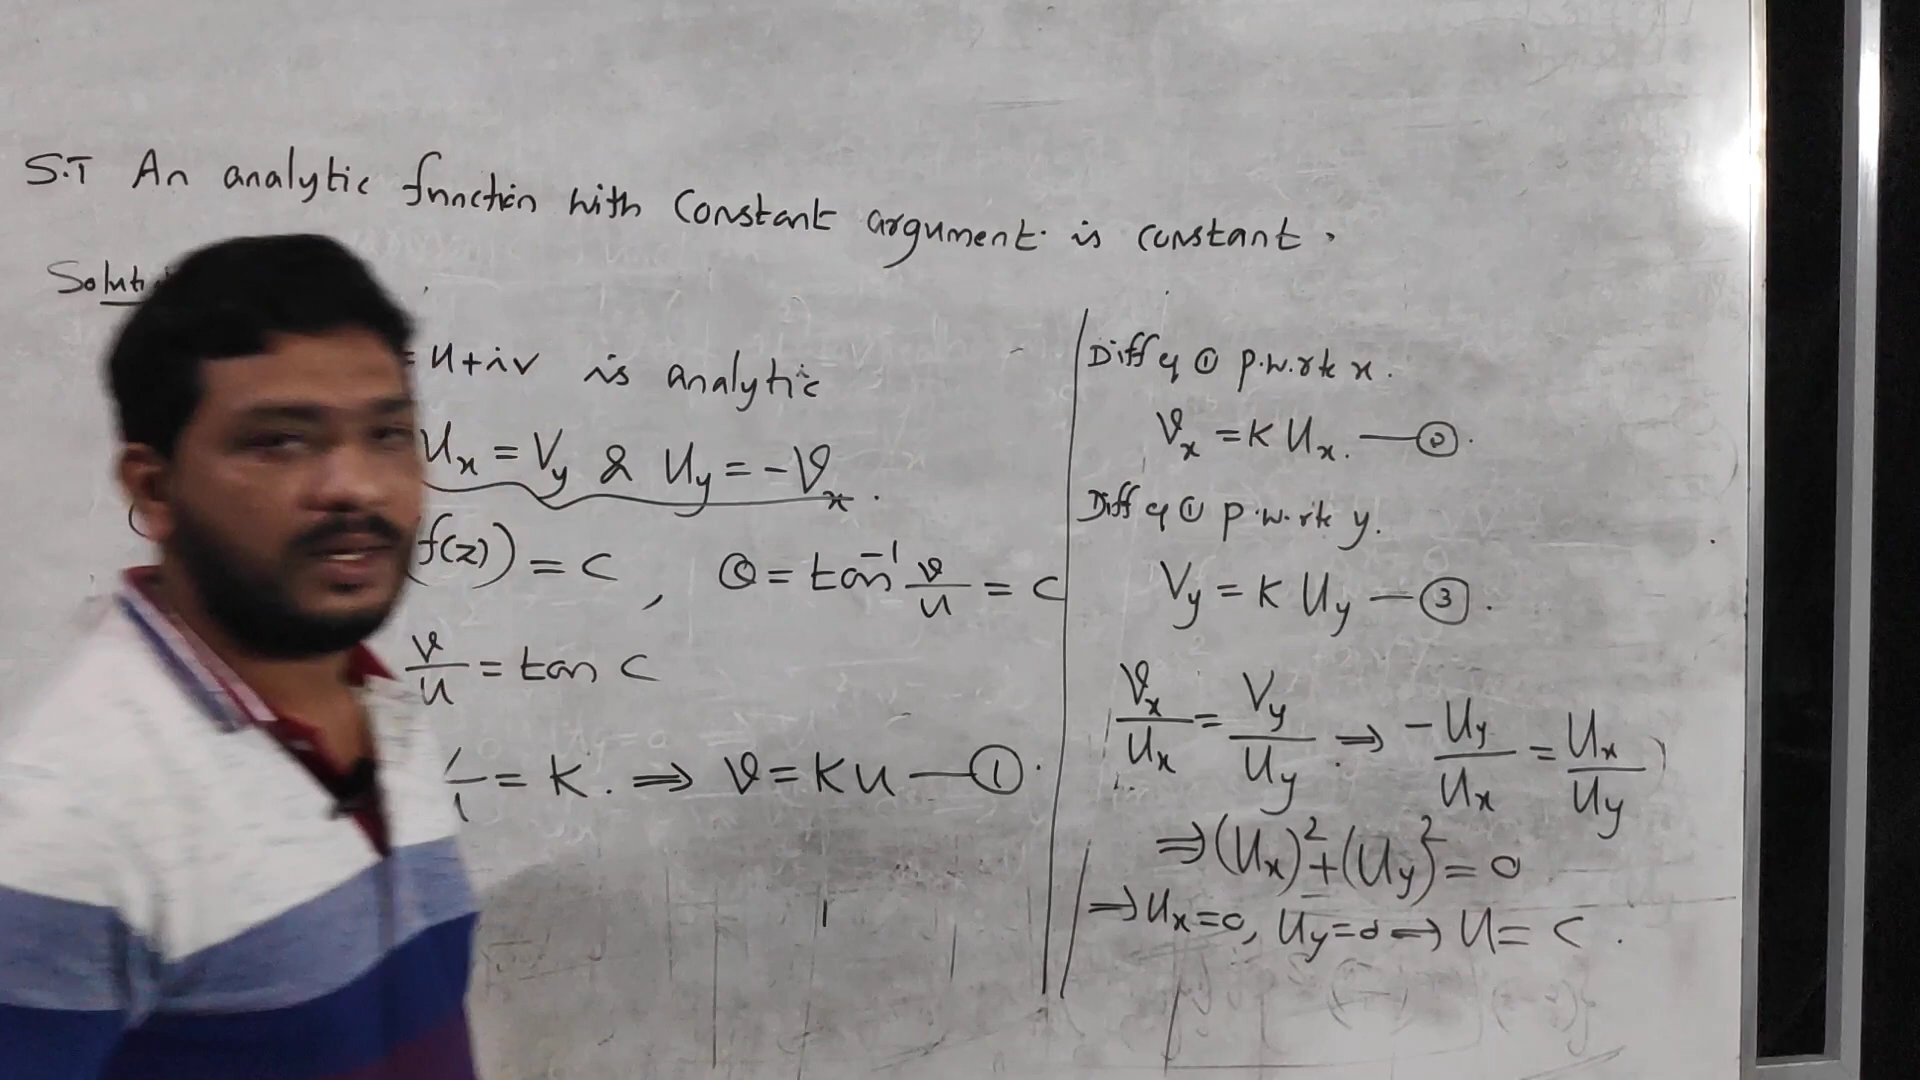 S.T An analytic function with constant argument is constant.
= u+iv is analytic
Ux = Vy & Uy = -Vx.
f(z)) = c, θ = tan⁻¹ v/u = c
v/u = tan c
= K. ⇒ v = Ku — ①.
Diff eq ① p.w.r.t x.
Vx = K Ux. — ②.
Diff eq ① p.w.r.t y.
Vy = K Uy — ③.
Vx/Ux = Vy/Uy. ⇒ -Uy/Ux = Ux/Uy
⇒ (Ux)² + (Uy)² = 0
⇒ Ux = 0, Uy = 0 ⇒ U = c.